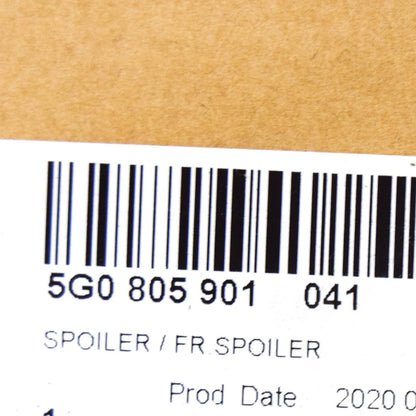 5G0 805 901 041
SPOILER / FR.SPOILER
Prod Date 2020